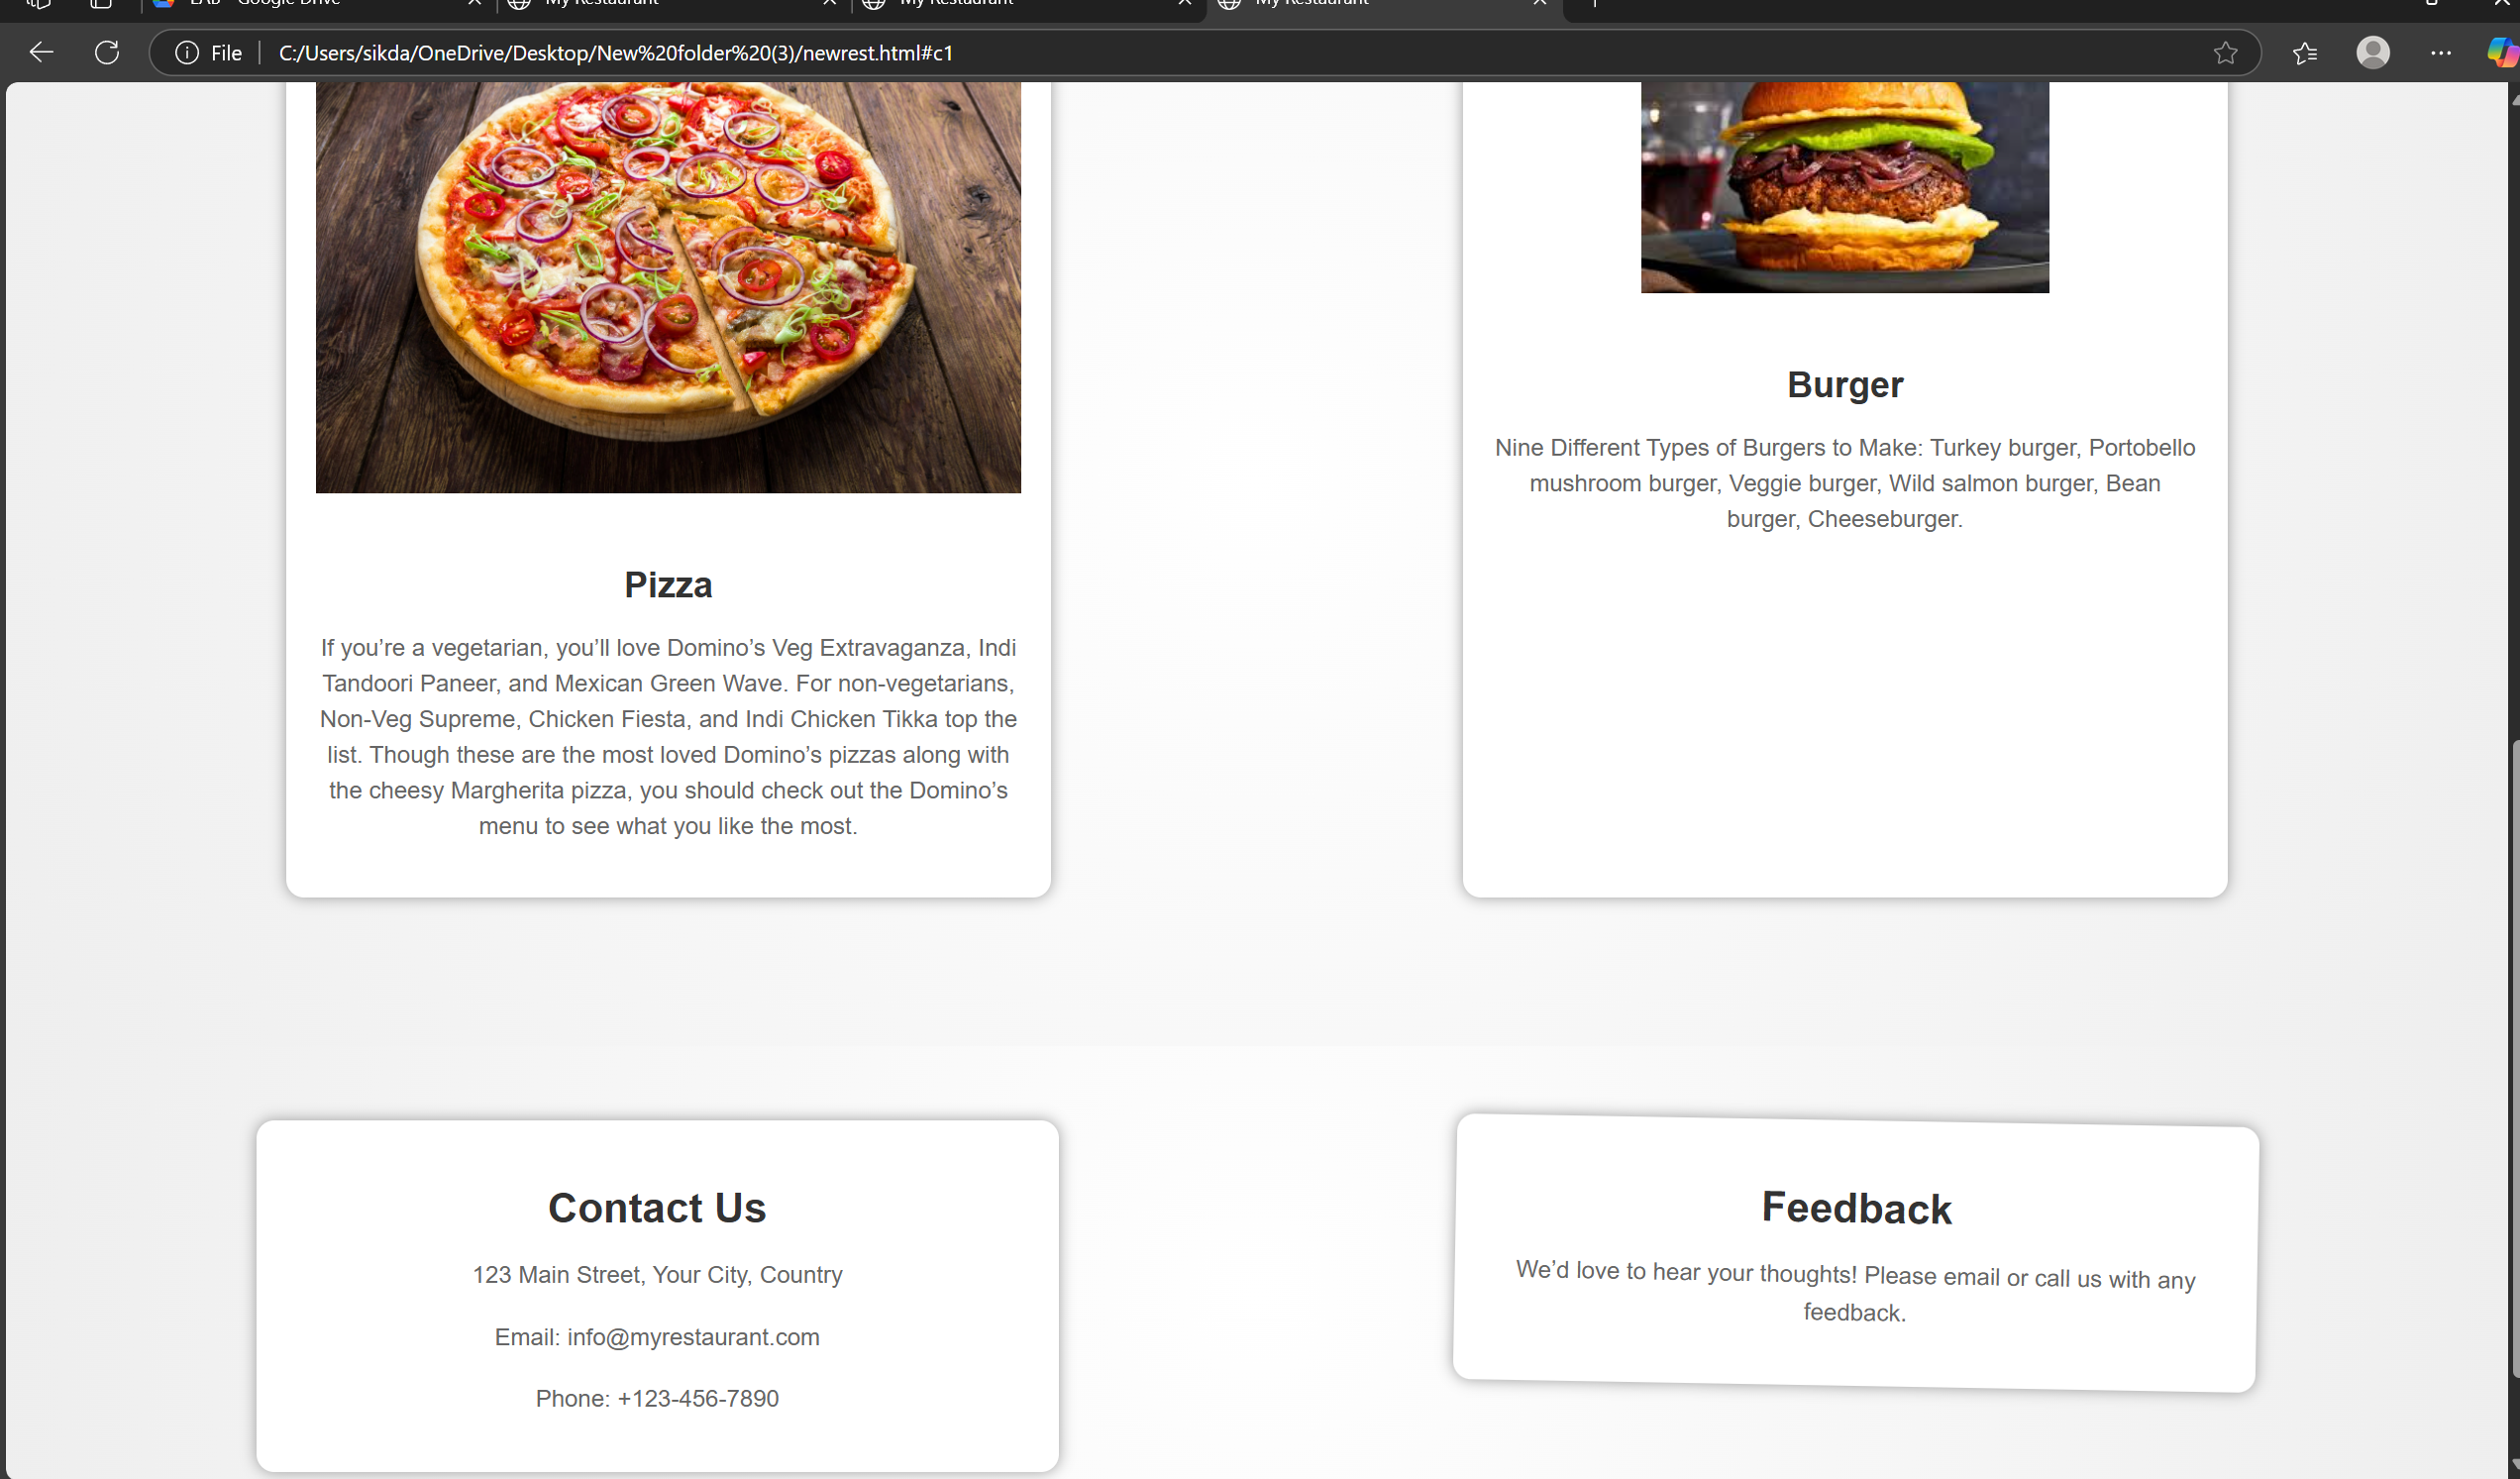 LAB - Google Drive
My Restaurant
My Restaurant
My Restaurant
File
C:/Users/sikda/OneDrive/Desktop/New%20folder%20(3)/newrest.html#c1
Pizza
If you’re a vegetarian, you’ll love Domino’s Veg Extravaganza, Indi
Tandoori Paneer, and Mexican Green Wave. For non-vegetarians,
Non-Veg Supreme, Chicken Fiesta, and Indi Chicken Tikka top the
list. Though these are the most loved Domino’s pizzas along with
the cheesy Margherita pizza, you should check out the Domino’s
menu to see what you like the most.
Burger
Nine Different Types of Burgers to Make: Turkey burger, Portobello
mushroom burger, Veggie burger, Wild salmon burger, Bean
burger, Cheeseburger.
Contact Us
123 Main Street, Your City, Country
Email: info@myrestaurant.com
Phone: +123-456-7890
Feedback
We’d love to hear your thoughts! Please email or call us with any
feedback.